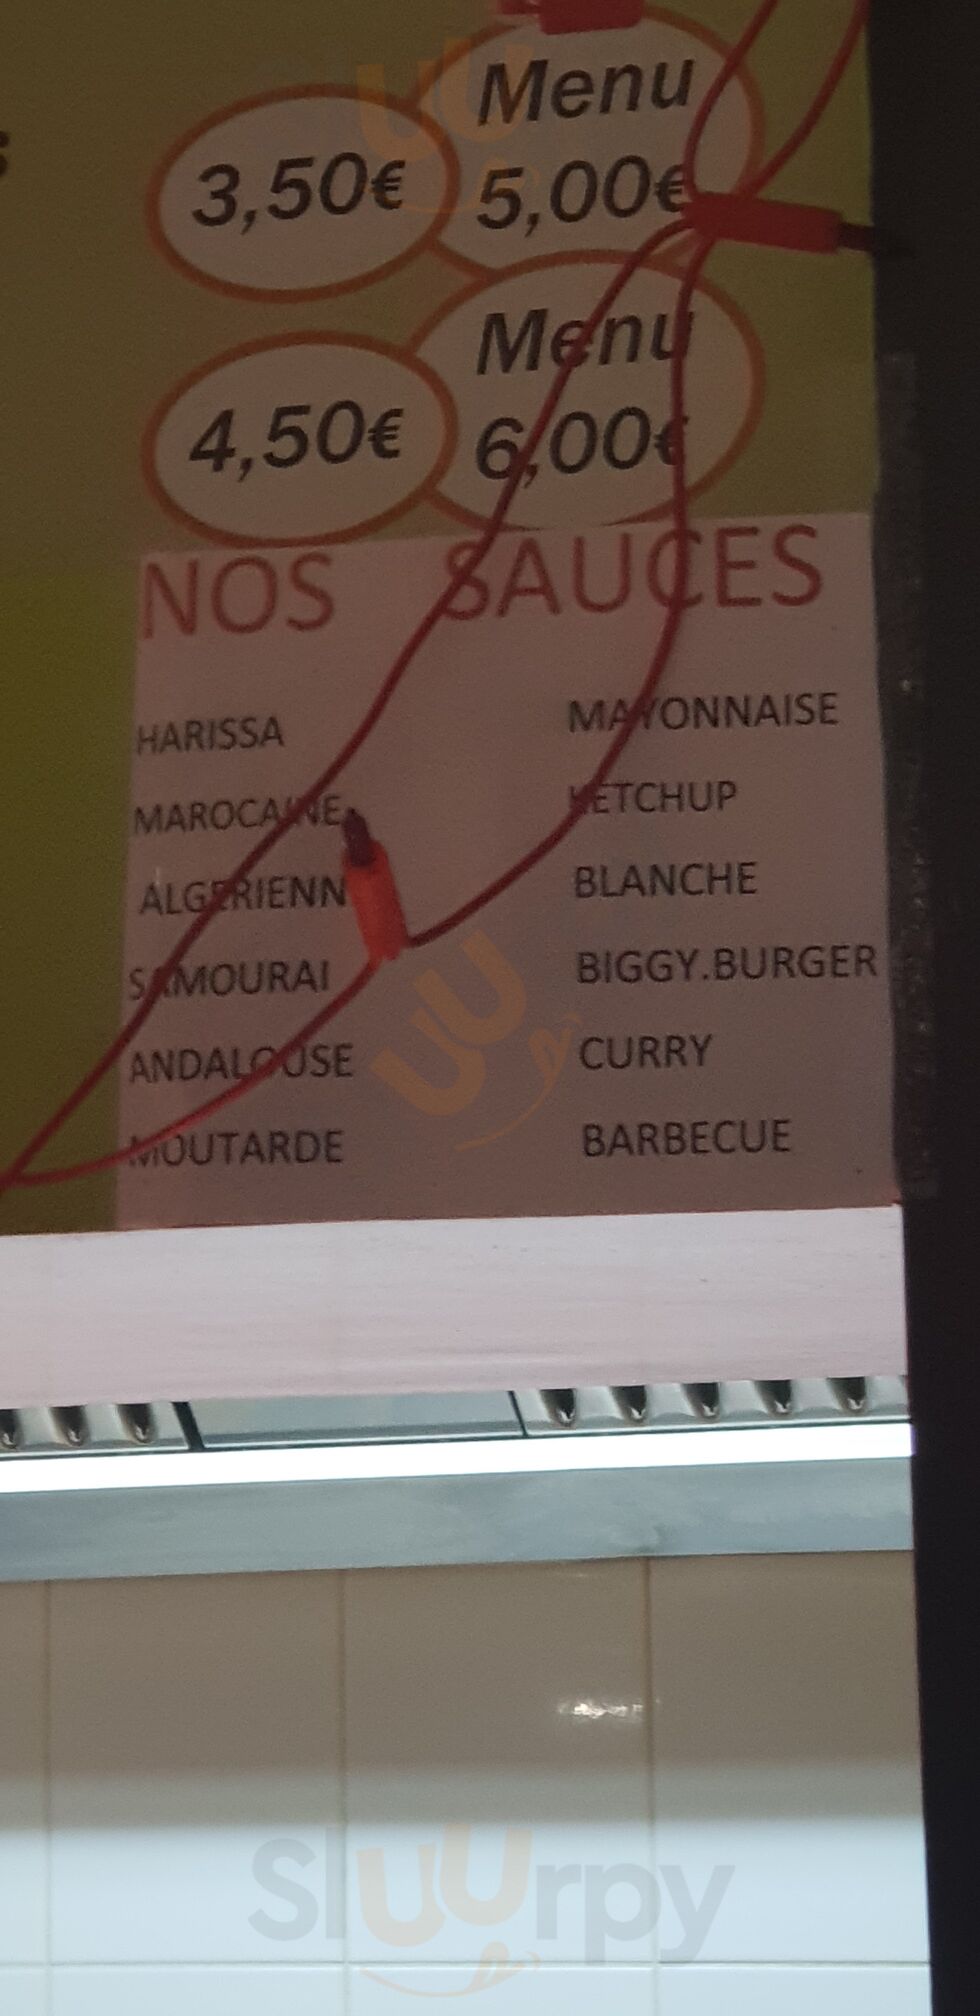 Menu
3,50€ 5,00€
Menu
4,50€ 6,00€
NOS SAUCES
HARISSA MAYONNAISE
MAROCAINE KETCHUP
ALGERIENN BLANCHE
SAMOURAI BIGGY.BURGER
ANDALOUSE CURRY
MOUTARDE BARBECUE
Sluurpy